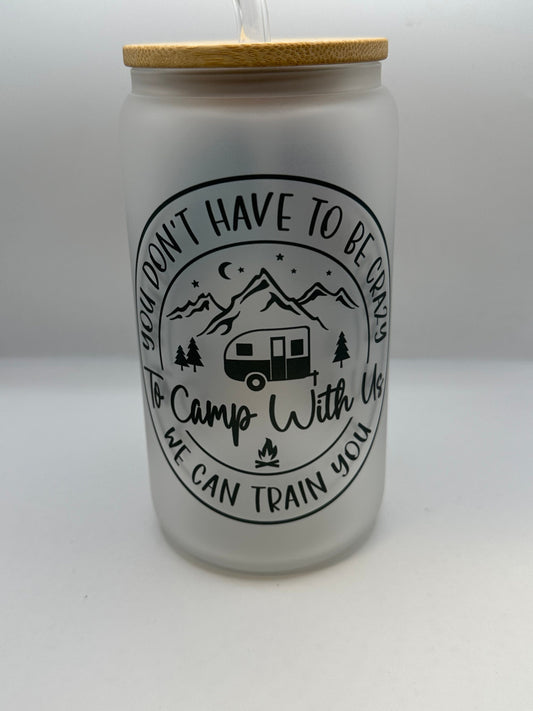 YOU DON'T HAVE TO BE CRAZY
To Camp With Us
WE CAN TRAIN YOU